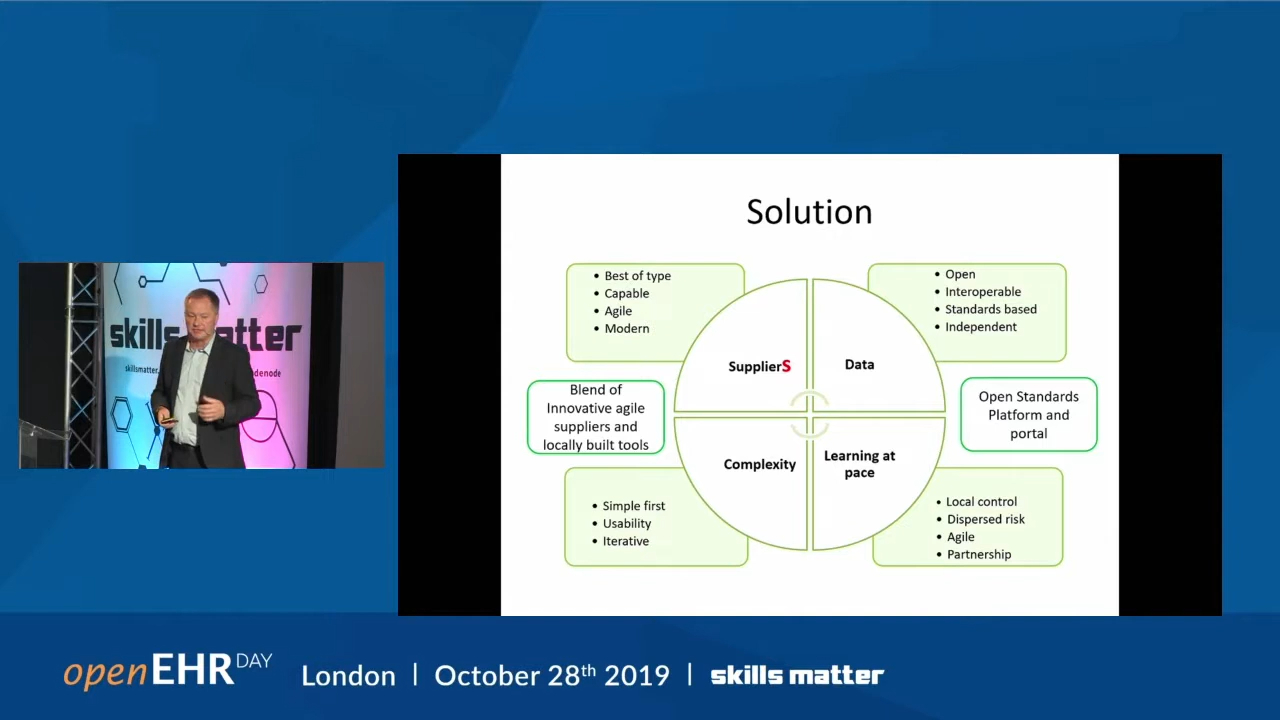 Solution
• Best of type
• Capable
• Agile
• Modern
• Open
• Interoperable
• Standards based
• Independent
SupplierS
Data
Blend of
Innovative agile
suppliers and
locally built tools
Open Standards
Platform and
portal
Complexity
Learning at
pace
• Simple first
• Usability
• Iterative
• Local control
• Dispersed risk
• Agile
• Partnership
skills matter
skillsmatter.
denode
openEHR DAY London | October 28th 2019 | skills matter